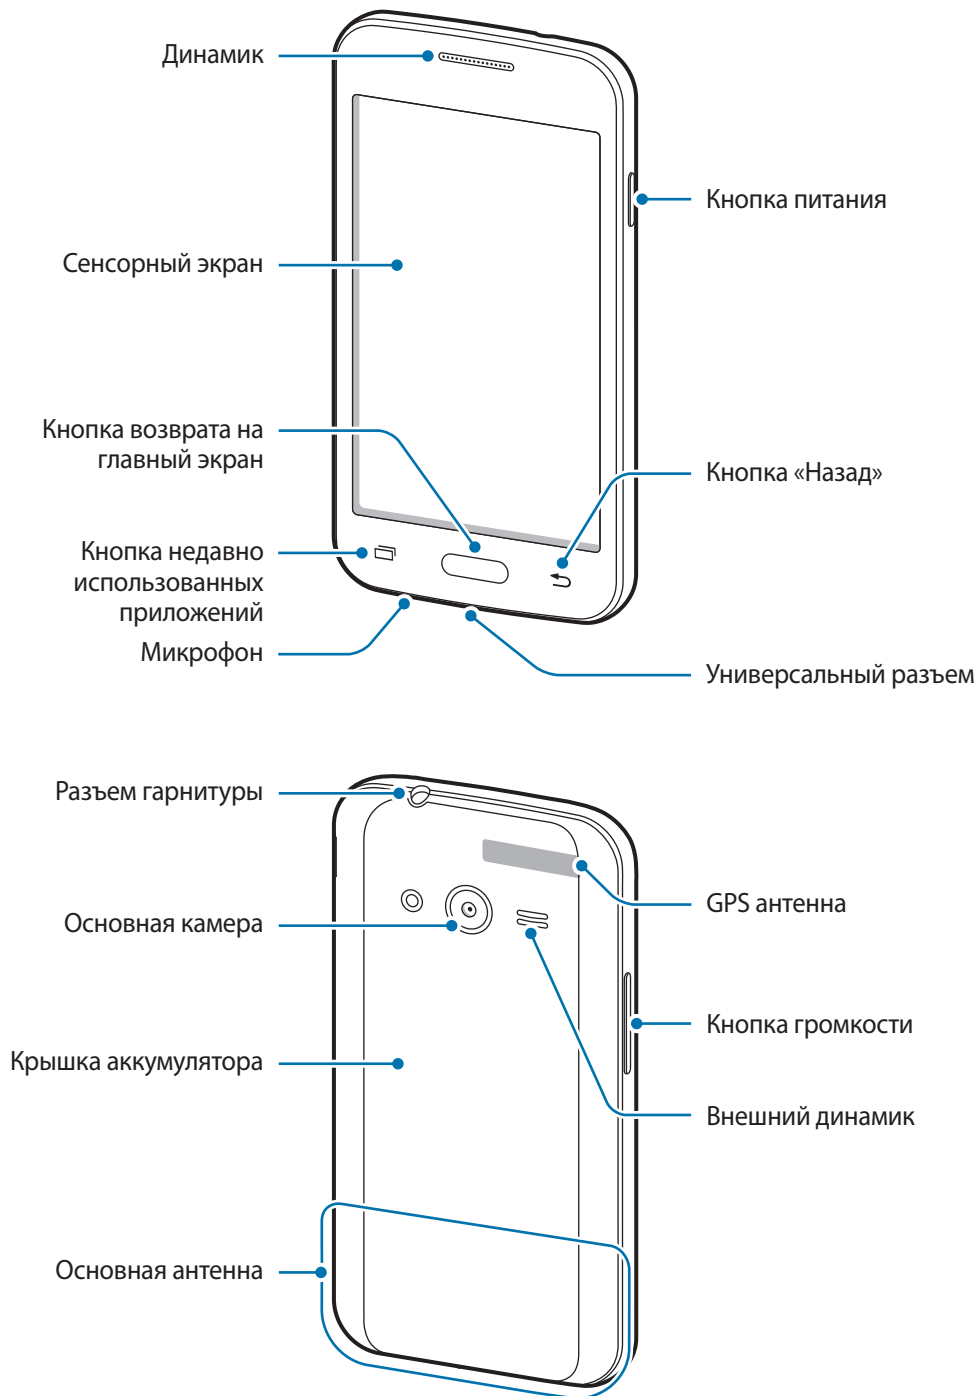 Динамик
Кнопка питания
Сенсорный экран
Кнопка возврата на
главный экран
Кнопка «Назад»
Кнопка недавно
использованных
приложений
Микрофон
Универсальный разъем
Разъем гарнитуры
GPS антенна
Основная камера
Кнопка громкости
Крышка аккумулятора
Внешний динамик
Основная антенна